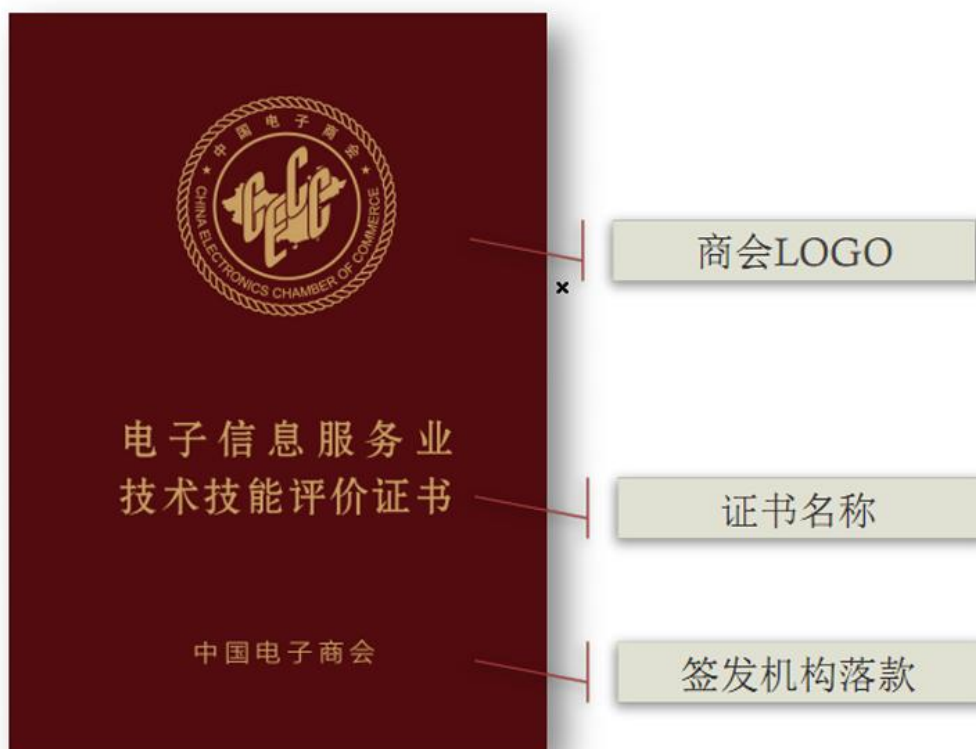 中国电子商会
CHINA ELECTRONICS CHAMBER OF COMMERCE
CECC
商会LOGO
电子信息服务业
技术技能评价证书
证书名称
中国电子商会
签发机构落款